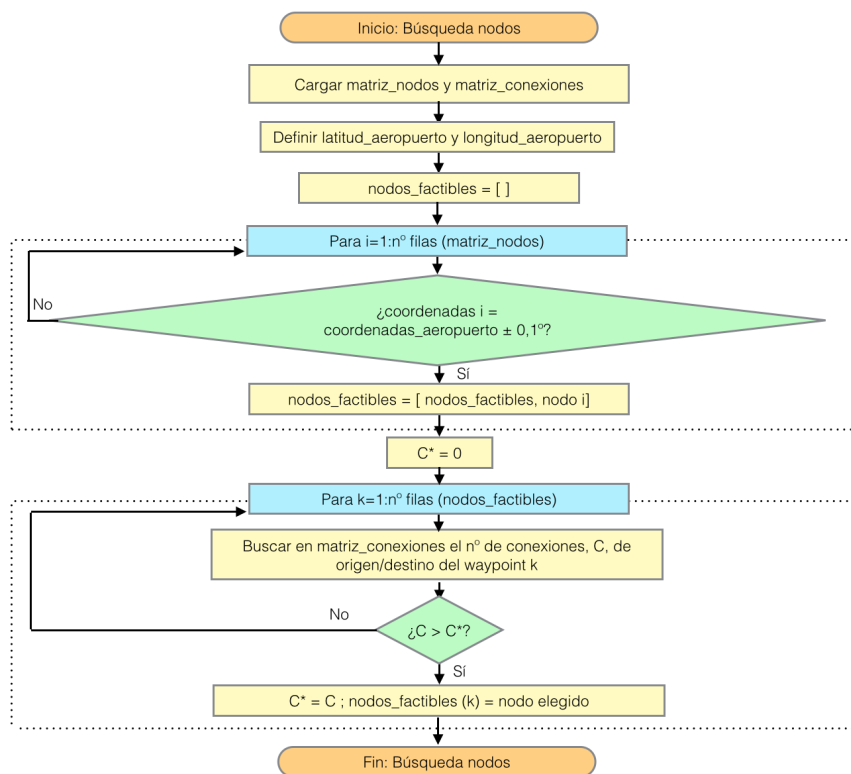 Inicio: Búsqueda nodos
Cargar matriz_nodos y matriz_conexiones
Definir latitud_aeropuerto y longitud_aeropuerto
nodos_factibles = [ ]
Para i=1:nº filas (matriz_nodos)
No
¿coordenadas i =
coordenadas_aeropuerto ± 0,1º?
Sí
nodos_factibles = [ nodos_factibles, nodo i]
C* = 0
Para k=1:nº filas (nodos_factibles)
Buscar en matriz_conexiones el nº de conexiones, C, de
origen/destino del waypoint k
No
¿C > C*?
Sí
C* = C ; nodos_factibles (k) = nodo elegido
Fin: Búsqueda nodos